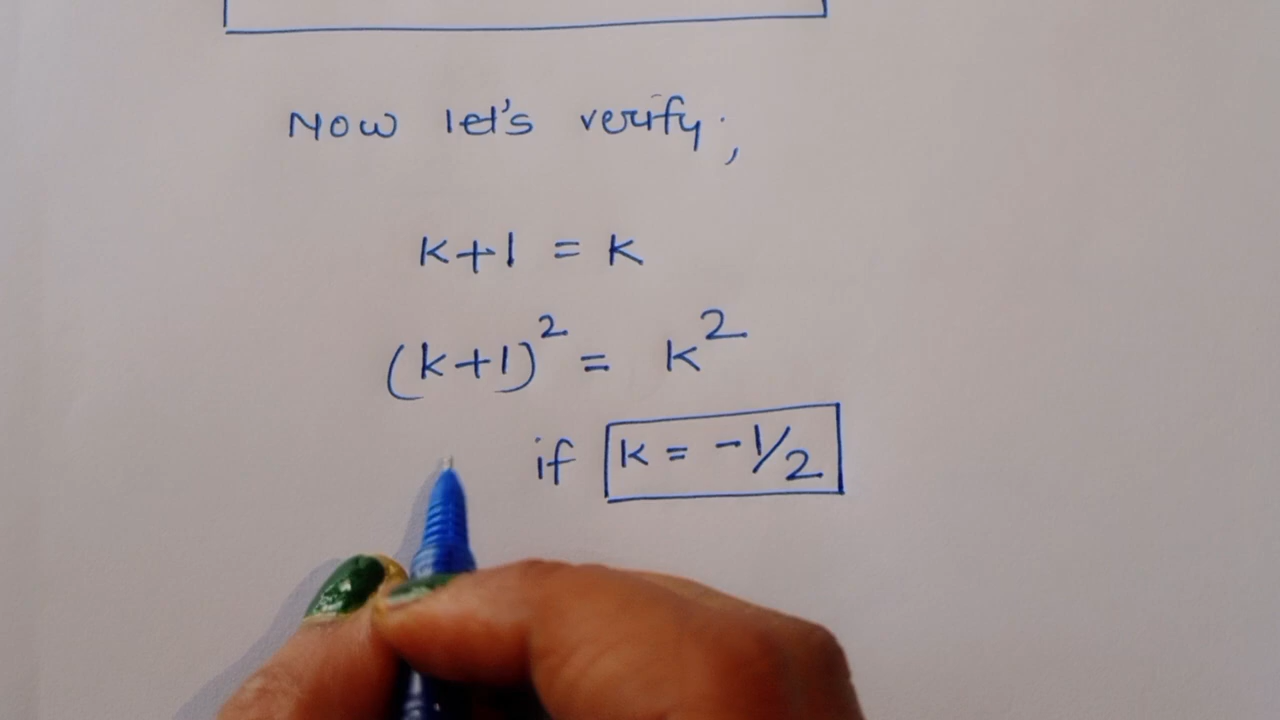 Now let's verify;
k+1 = k
(k+1)² = k²
if k = -1/2